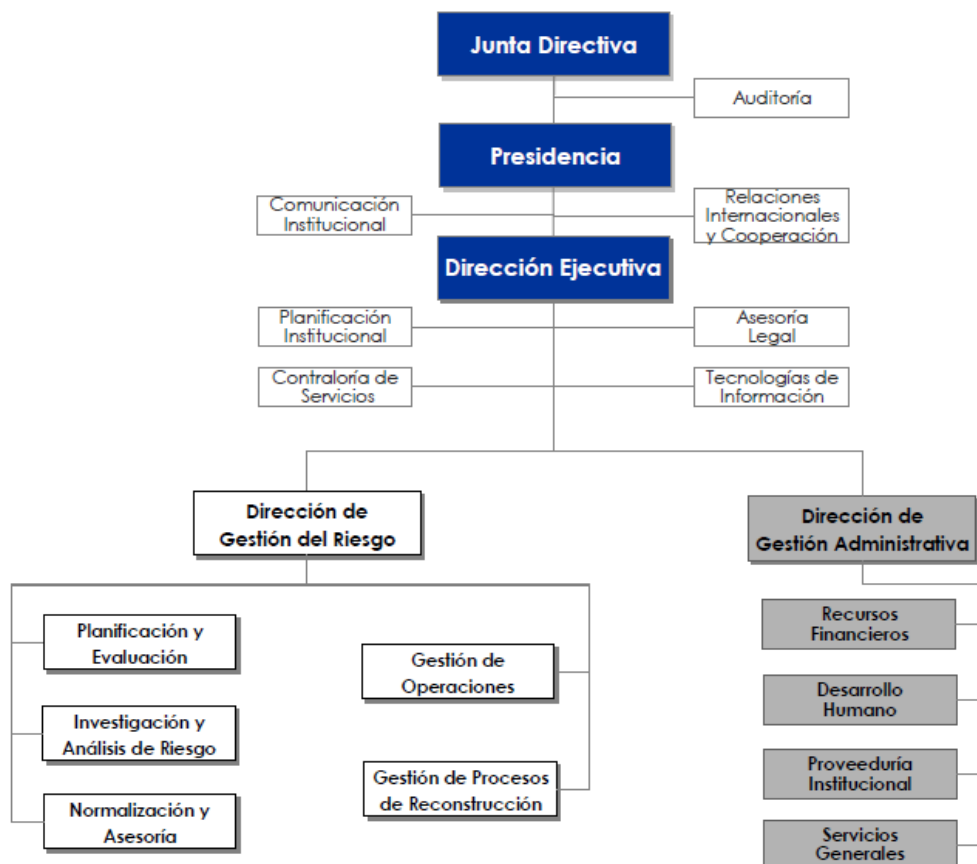 Junta Directiva
Auditoría
Presidencia
Comunicación
Institucional
Relaciones
Internacionales
y Cooperación
Dirección Ejecutiva
Planificación
Institucional
Asesoría
Legal
Contraloría de
Servicios
Tecnologías de
Información
Dirección de
Gestión del Riesgo
Dirección de
Gestión Administrativa
Planificación y
Evaluación
Investigación y
Análisis de Riesgo
Normalización y
Asesoría
Gestión de
Operaciones
Gestión de Procesos
de Reconstrucción
Recursos
Financieros
Desarrollo
Humano
Proveeduría
Institucional
Servicios
Generales